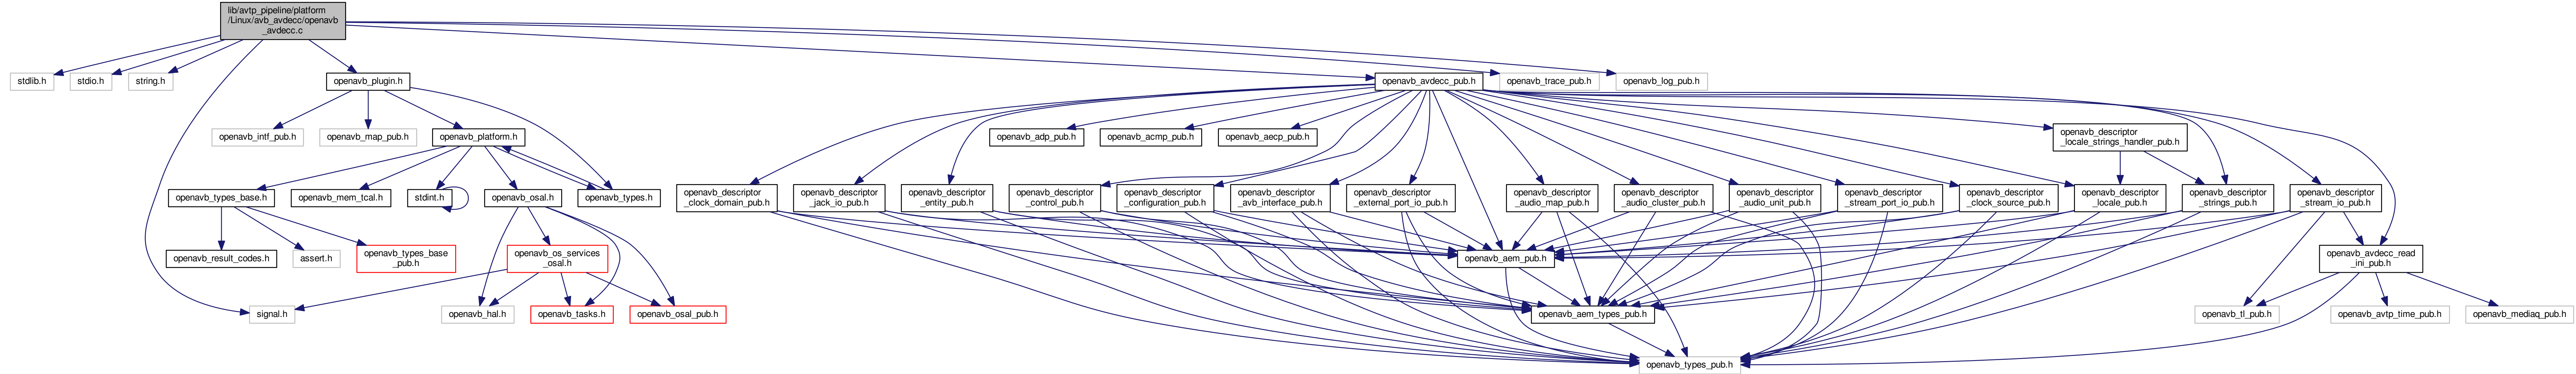 lib/avtp_pipeline/platform
/Linux/avb_avdecc/openavb
_avdecc.c
stdlib.h
stdio.h
string.h
openavb_plugin.h
openavb_avdecc_pub.h
openavb_trace_pub.h
openavb_log_pub.h
openavb_intf_pub.h
openavb_map_pub.h
openavb_platform.h
openavb_adp_pub.h
openavb_acmp_pub.h
openavb_aecp_pub.h
openavb_descriptor
_locale_strings_handler_pub.h
openavb_types_base.h
openavb_mem_tcal.h
stdint.h
openavb_osal.h
openavb_types.h
openavb_descriptor
_clock_domain_pub.h
openavb_descriptor
_jack_io_pub.h
openavb_descriptor
_entity_pub.h
openavb_descriptor
_control_pub.h
openavb_descriptor
_configuration_pub.h
openavb_descriptor
_avb_interface_pub.h
openavb_descriptor
_external_port_io_pub.h
openavb_descriptor
_audio_map_pub.h
openavb_descriptor
_audio_cluster_pub.h
openavb_descriptor
_audio_unit_pub.h
openavb_descriptor
_stream_port_io_pub.h
openavb_descriptor
_clock_source_pub.h
openavb_descriptor
_locale_pub.h
openavb_descriptor
_strings_pub.h
openavb_descriptor
_stream_io_pub.h
openavb_result_codes.h
assert.h
openavb_types_base
_pub.h
openavb_os_services
_osal.h
openavb_aem_pub.h
openavb_avdecc_read
_ini_pub.h
signal.h
openavb_hal.h
openavb_tasks.h
openavb_osal_pub.h
openavb_aem_types_pub.h
openavb_tl_pub.h
openavb_avtp_time_pub.h
openavb_mediaq_pub.h
openavb_types_pub.h